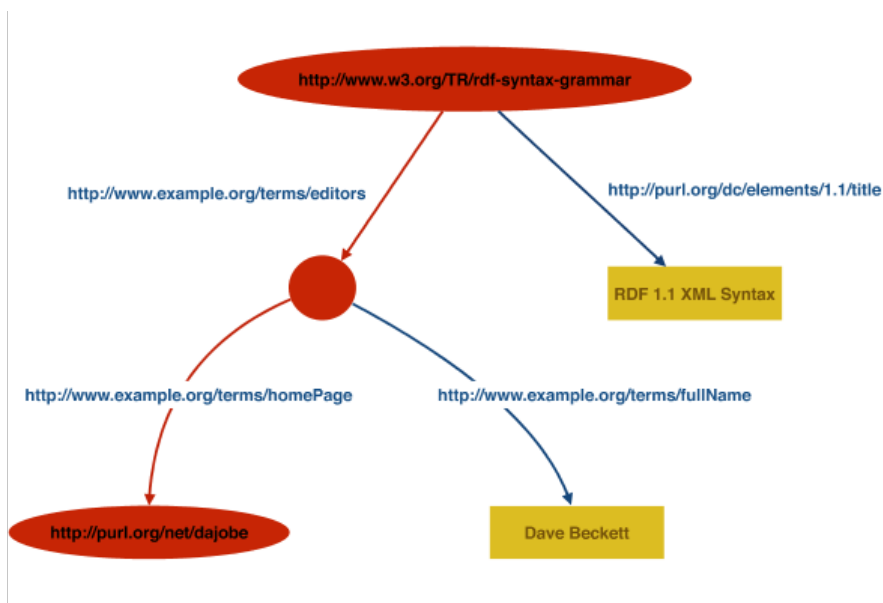 http://www.w3.org/TR/rdf-syntax-grammar
http://www.example.org/terms/editors
http://purl.org/dc/elements/1.1/title
RDF 1.1 XML Syntax
http://www.example.org/terms/homePage
http://www.example.org/terms/fullName
http://purl.org/net/dajobe
Dave Beckett